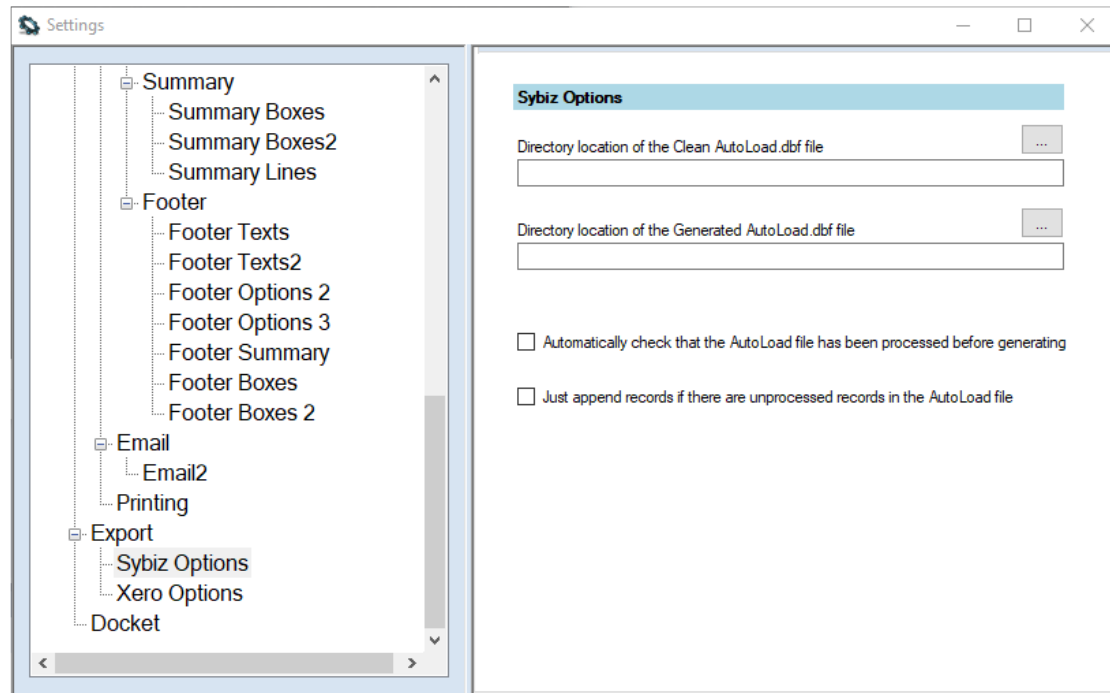 Settings
Summary
Summary Boxes
Summary Boxes2
Summary Lines
Footer
Footer Texts
Footer Texts2
Footer Options 2
Footer Options 3
Footer Summary
Footer Boxes
Footer Boxes 2
Email
Email2
Printing
Export
Sybiz Options
Xero Options
Docket
Sybiz Options
Directory location of the Clean AutoLoad.dbf file
...
Directory location of the Generated AutoLoad.dbf file
...
Automatically check that the AutoLoad file has been processed before generating
Just append records if there are unprocessed records in the AutoLoad file